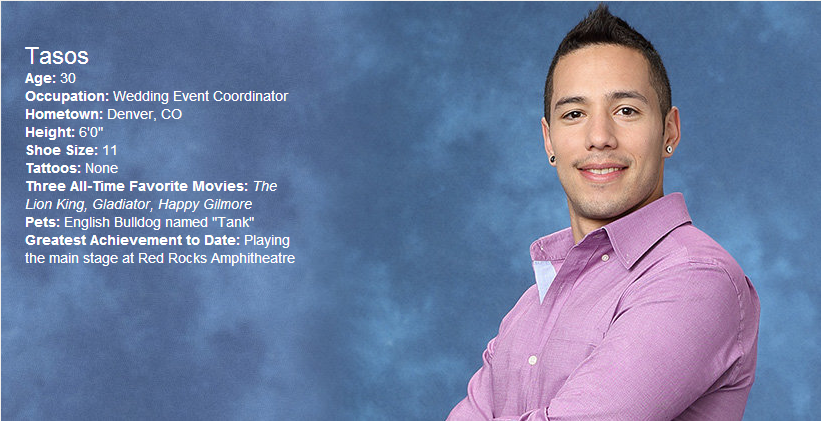 Tasos
Age: 30
Occupation: Wedding Event Coordinator
Hometown: Denver, CO
Height: 6'0"
Shoe Size: 11
Tattoos: None
Three All-Time Favorite Movies: The
Lion King, Gladiator, Happy Gilmore
Pets: English Bulldog named "Tank"
Greatest Achievement to Date: Playing
the main stage at Red Rocks Amphitheatre